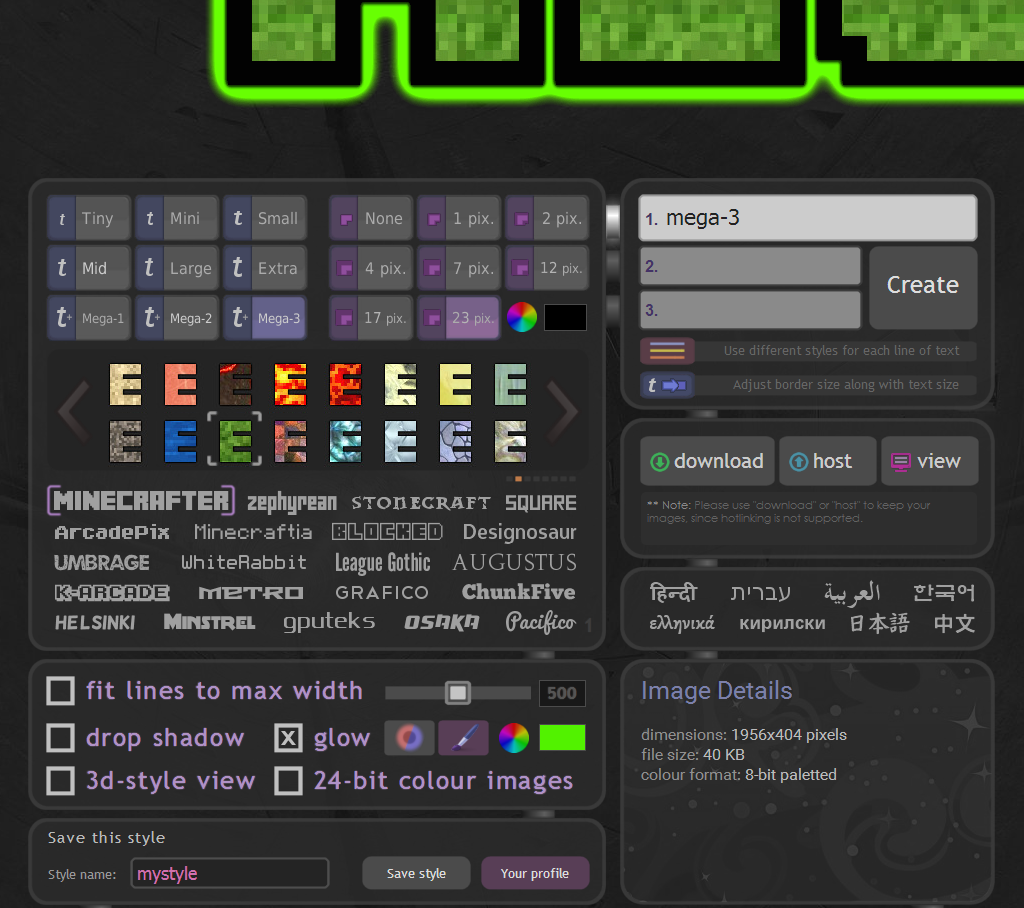 t Tiny t Mini t Small None 1 pix. 2 pix.
t Mid t Large t Extra 4 pix. 7 pix. 12 pix.
t+ Mega-1 t+ Mega-2 t+ Mega-3 17 pix. 23 pix.
E E E E E E E E
E E E E E E E E
MINECRAFTER zephyrean STONECRAFT SQUARE
ArcadePix Minecraftia BLOCKED Designosaur
UMBRAGE WhiteRabbit League Gothic AUGUSTUS
K-ARCADE METRO GRAFICO ChunkFive
HELSINKI MINSTREL gputeks OSAKA Pacifico 1
1. mega-3
2.
3.
Create
Use different styles for each line of text
t Adjust border size along with text size
download host view
** Note: Please use "download" or "host" to keep your
images, since hotlinking is not supported.
हिन्दी עברית العربية 한국어
ελληνικά кирилски 日本語 中文
fit lines to max width 500
drop shadow X glow
3d-style view 24-bit colour images
Save this style
Style name: mystyle Save style Your profile
Image Details
dimensions: 1956x404 pixels
file size: 40 KB
colour format: 8-bit paletted